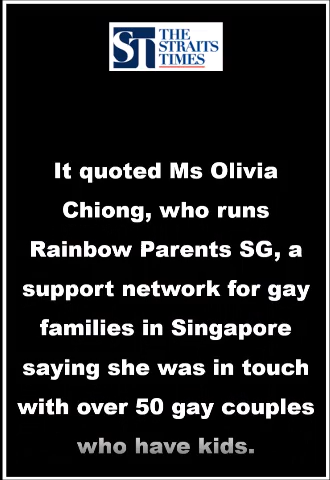 ST THE
STRAITS
TIMES
It quoted Ms Olivia
Chiong, who runs
Rainbow Parents SG, a
support network for gay
families in Singapore
saying she was in touch
with over 50 gay couples
who have kids.